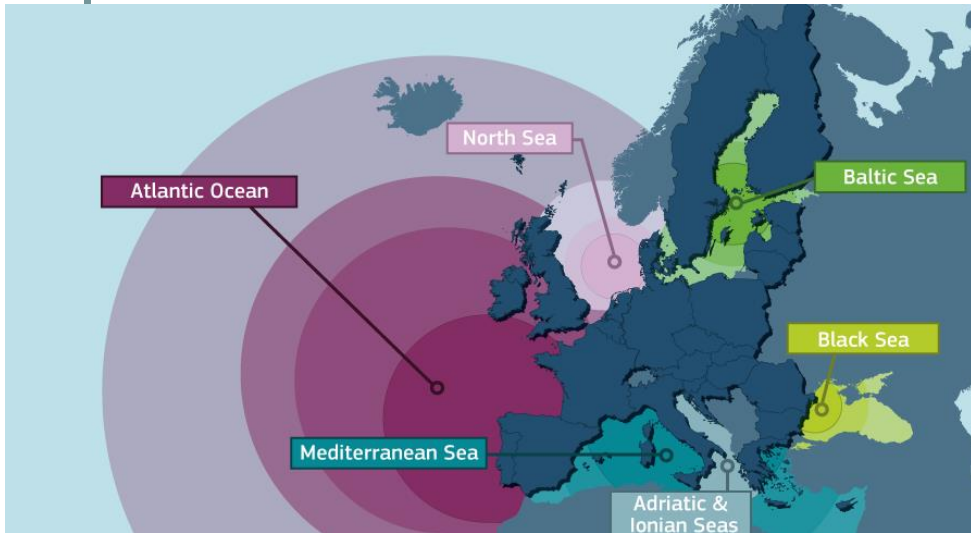 North Sea
Atlantic Ocean
Baltic Sea
Black Sea
Mediterranean Sea
Adriatic &
Ionian Seas